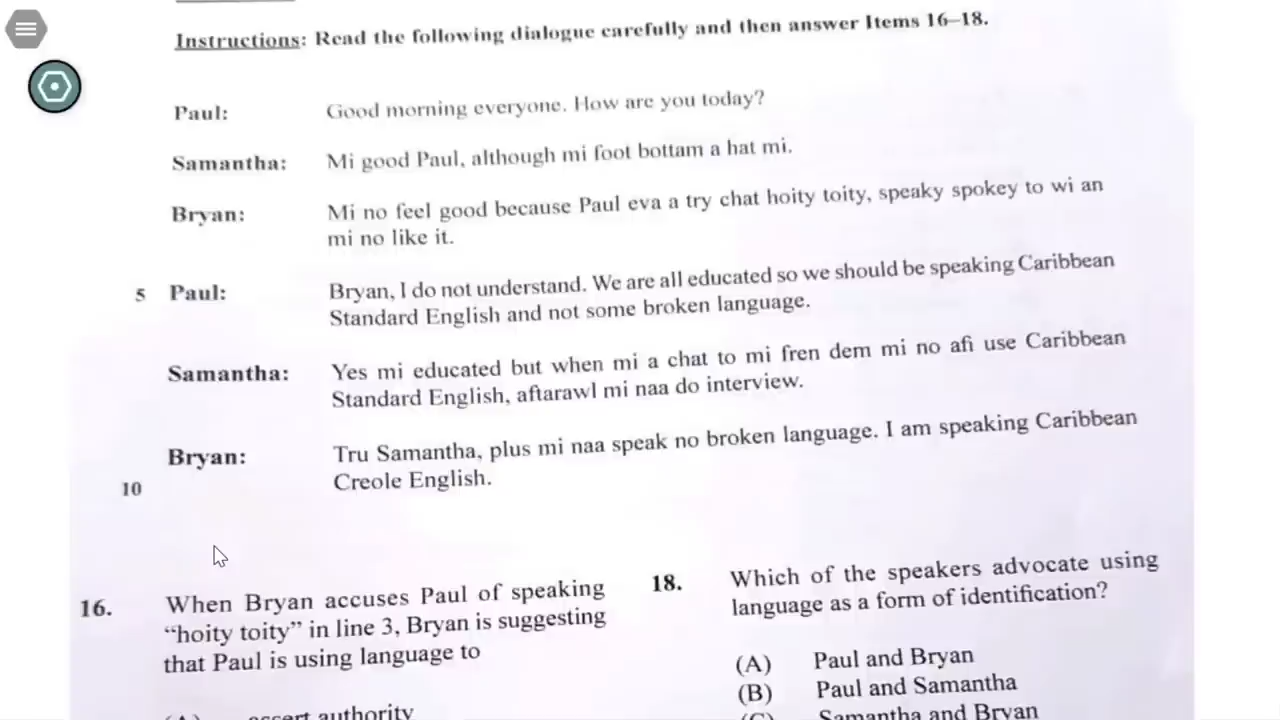 Instructions: Read the following dialogue carefully and then answer Items 16–18.
Paul: Good morning everyone. How are you today?
Samantha: Mi good Paul, although mi foot bottam a hat mi.
Bryan: Mi no feel good because Paul eva a try chat hoity toity, speaky spokey to wi an
mi no like it.
5 Paul: Bryan, I do not understand. We are all educated so we should be speaking Caribbean
Standard English and not some broken language.
Samantha: Yes mi educated but when mi a chat to mi fren dem mi no afi use Caribbean
Standard English, aftarawl mi naa do interview.
Bryan: Tru Samantha, plus mi naa speak no broken language. I am speaking Caribbean
10 Creole English.
16. When Bryan accuses Paul of speaking
“hoity toity” in line 3, Bryan is suggesting
that Paul is using language to
(A) assert authority
18. Which of the speakers advocate using
language as a form of identification?
(A) Paul and Bryan
(B) Paul and Samantha
(C) Samantha and Bryan